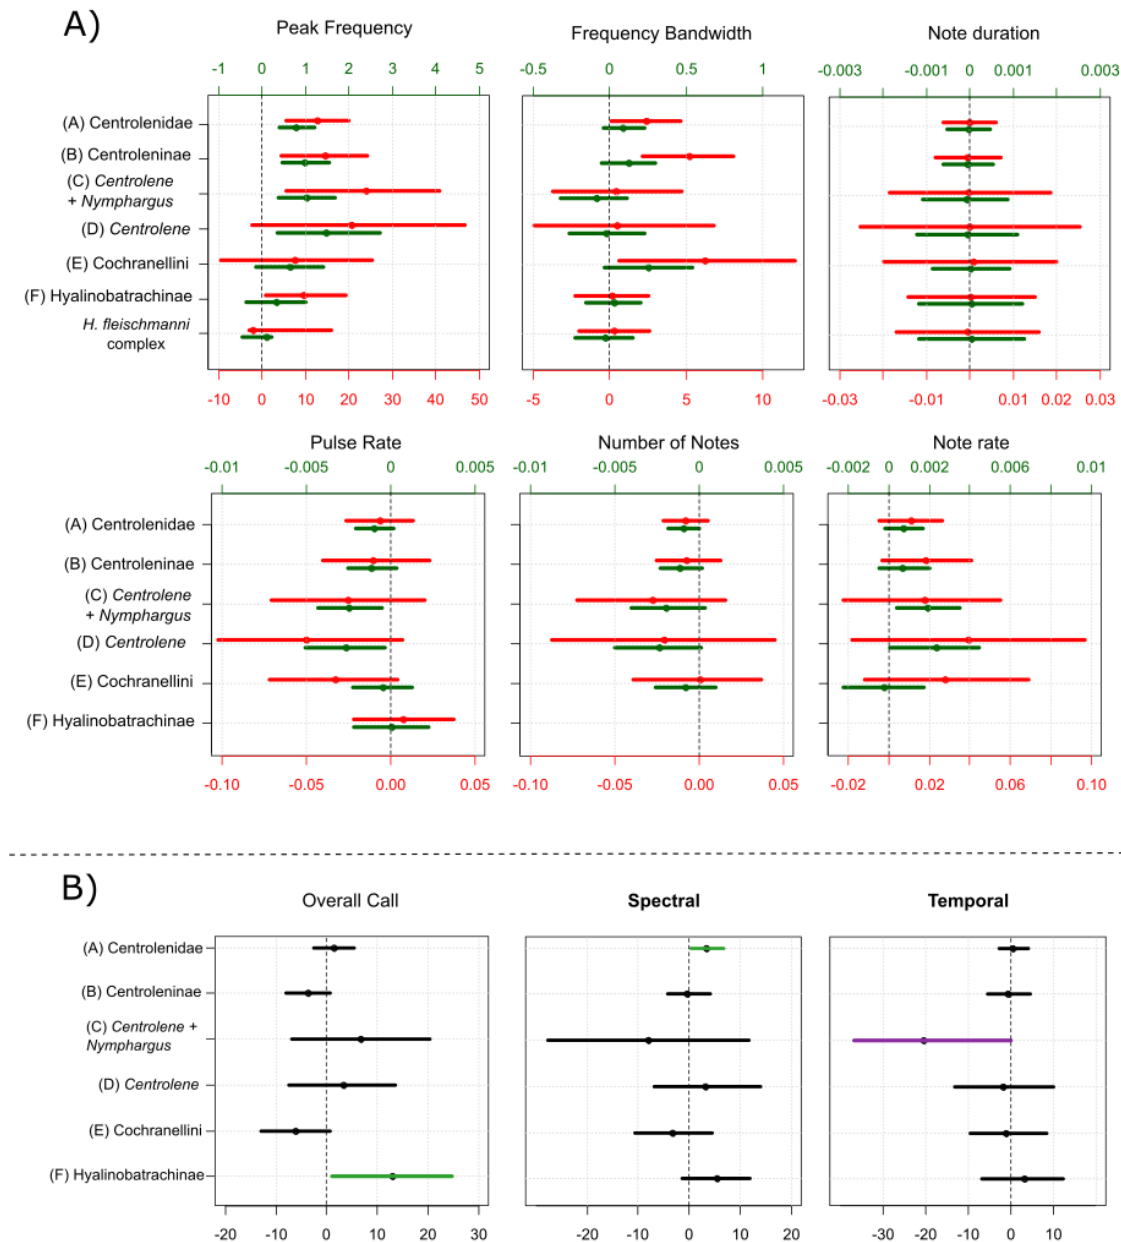 A)
Peak Frequency
Frequency Bandwidth
Note duration
-1 0 1 2 3 4 5
-0.5 0 0.5 1
-0.003 -0.001 0 0.001 0.003
(A) Centrolenidae
(B) Centroleninae
(C) Centrolene
+ Nymphargus
(D) Centrolene
(E) Cochranellini
(F) Hyalinobatrachinae
H. fleischmanni
complex
-10 0 10 20 30 40 50
-5 0 5 10
-0.03 -0.01 0 0.01 0.02 0.03
Pulse Rate
Number of Notes
Note rate
-0.01 -0.005 0 0.005
-0.01 -0.005 0 0.005
-0.002 0 0.002 0.006 0.01
(A) Centrolenidae
(B) Centroleninae
(C) Centrolene
+ Nymphargus
(D) Centrolene
(E) Cochranellini
(F) Hyalinobatrachinae
-0.10 -0.05 0.00 0.05
-0.10 -0.05 0.00 0.05
-0.02 0.02 0.06 0.10
B)
Overall Call
Spectral
Temporal
(A) Centrolenidae
(B) Centroleninae
(C) Centrolene +
Nymphargus
(D) Centrolene
(E) Cochranellini
(F) Hyalinobatrachinae
-20 -10 0 10 20 30
-20 -10 0 10 20
-30 -20 -10 0 10